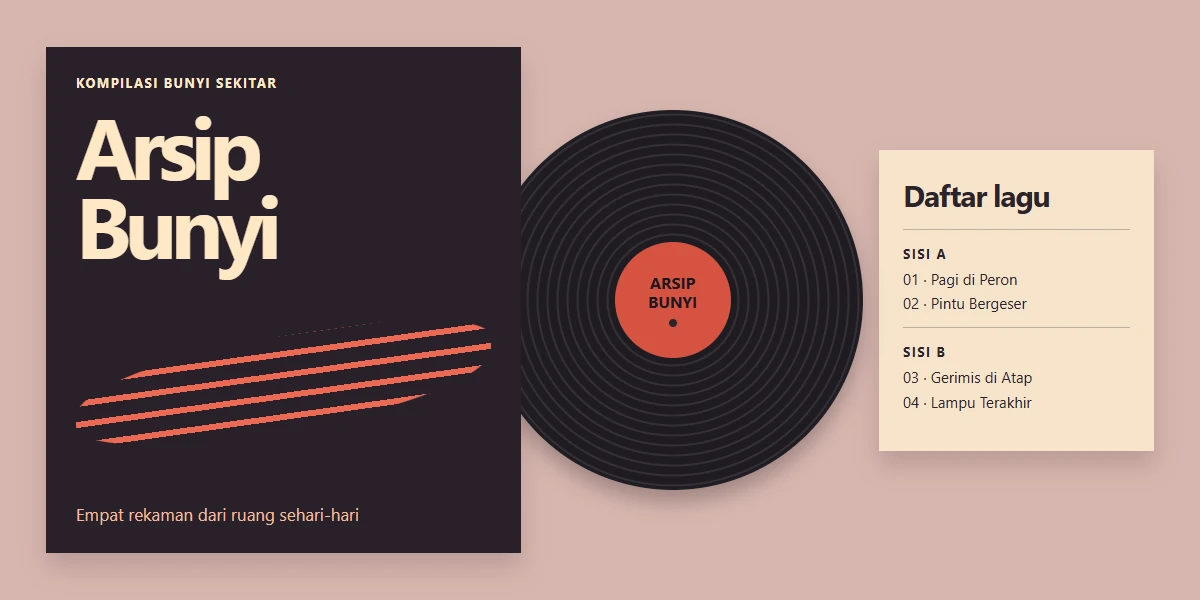 KOMPILASI BUNYI SEKITAR
Arsip
Bunyi
Empat rekaman dari ruang sehari-hari
ARSIP
BUNYI
Daftar lagu
SISI A
01 · Pagi di Peron
02 · Pintu Bergeser
SISI B
03 · Gerimis di Atap
04 · Lampu Terakhir